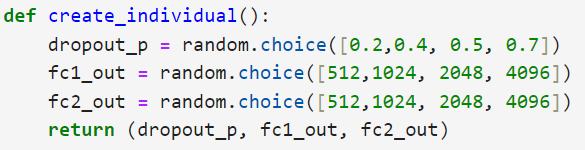 def create_individual():
    dropout_p = random.choice([0.2,0.4, 0.5, 0.7])
    fc1_out = random.choice([512,1024, 2048, 4096])
    fc2_out = random.choice([512,1024, 2048, 4096])
    return (dropout_p, fc1_out, fc2_out)